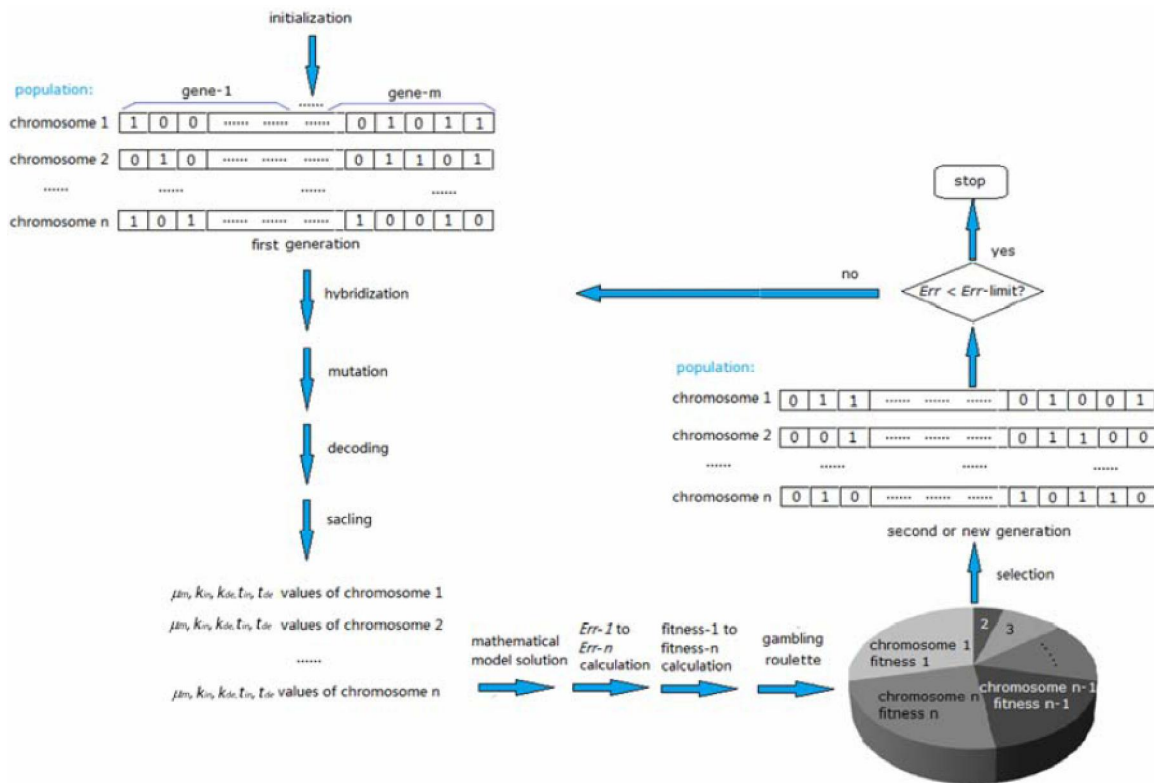 initialization
population:
gene-1 ...... gene-m
chromosome 1 1 0 0 ...... ...... ...... 0 1 0 1 1
chromosome 2 0 1 0 ...... ...... ...... 0 1 1 0 1
...... ...... ...... ......
chromosome n 1 0 1 ...... ...... ...... 1 0 0 1 0
first generation
hybridization
mutation
decoding
sacling
μm, kin, kde, tin, tde values of chromosome 1
μm, kin, kde, tin, tde values of chromosome 2
......
μm, kin, kde, tin, tde values of chromosome n
mathematical
model solution
Err-1 to
Err-n
calculation
fitness-1 to
fitness-n
calculation
gambling
roulette
chromosome 1
fitness 1
2
3
......
chromosome n-1
fitness n-1
chromosome n
fitness n
selection
second or new generation
population:
chromosome 1 0 1 1 ...... ...... ...... 0 1 0 0 1
chromosome 2 0 0 1 ...... ...... ...... 0 1 1 0 0
...... ...... ...... ......
chromosome n 0 1 0 ...... ...... ...... 1 0 1 1 0
Err < Err-limit?
no
yes
stop